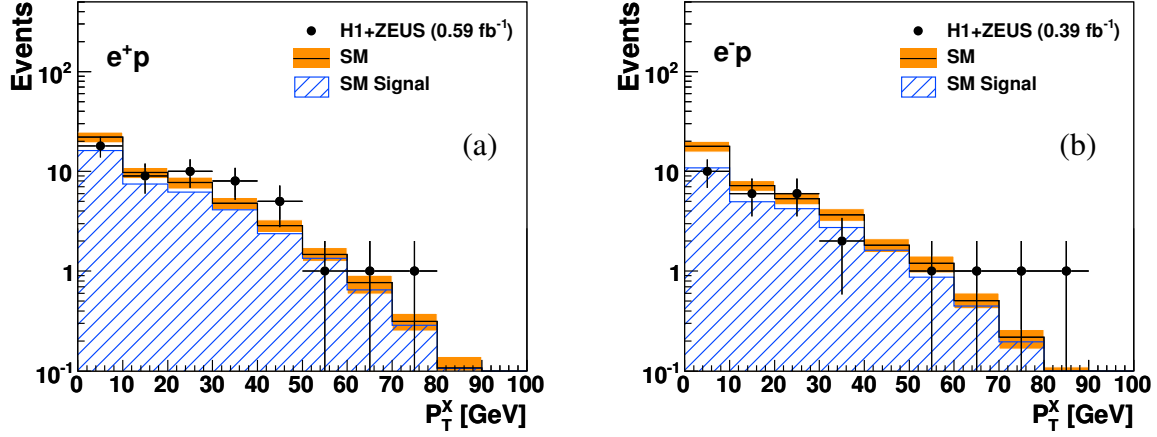 Events
e⁺p
H1+ZEUS (0.59 fb⁻¹)
SM
SM Signal
(a)
10²
10
1
10⁻¹
0 10 20 30 40 50 60 70 80 90 100
P_T^X [GeV]
Events
e⁻p
H1+ZEUS (0.39 fb⁻¹)
SM
SM Signal
(b)
10²
10
1
10⁻¹
0 10 20 30 40 50 60 70 80 90 100
P_T^X [GeV]